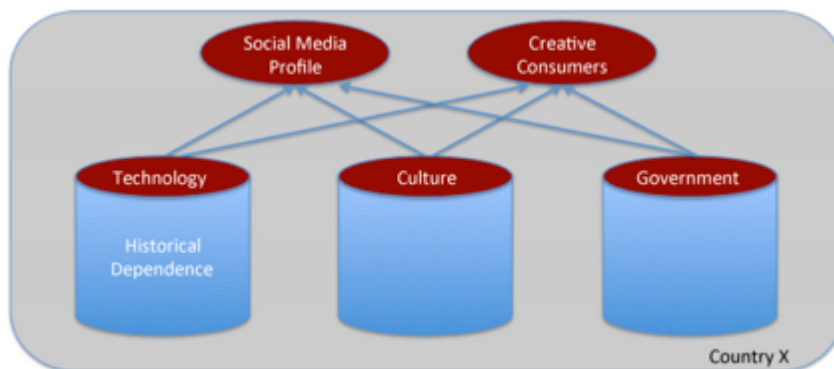 Social Media
Profile
Creative
Consumers
Technology
Culture
Government
Historical
Dependence
Country X